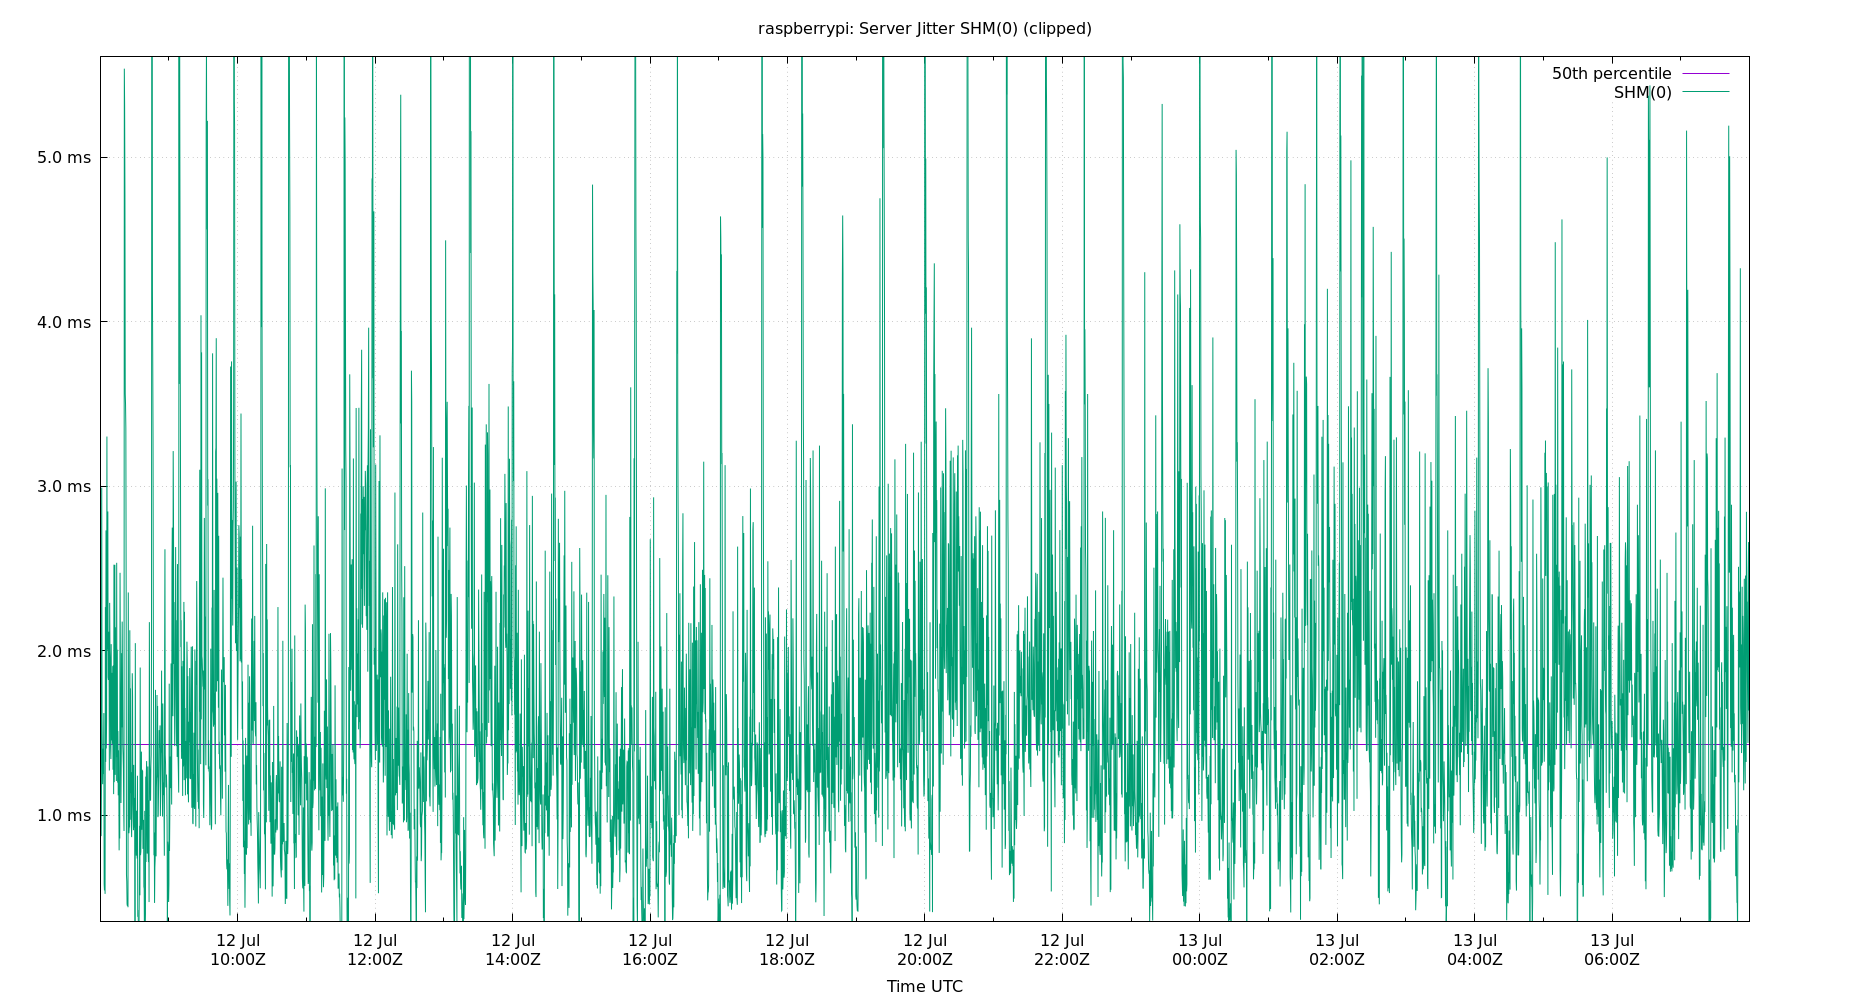 raspberrypi: Server Jitter SHM(0) (clipped)
50th percentile
SHM(0)
5.0 ms
4.0 ms
3.0 ms
2.0 ms
1.0 ms
12 Jul 12 Jul 12 Jul 12 Jul 12 Jul 12 Jul 12 Jul 13 Jul 13 Jul 13 Jul 13 Jul
10:00Z 12:00Z 14:00Z 16:00Z 18:00Z 20:00Z 22:00Z 00:00Z 02:00Z 04:00Z 06:00Z
Time UTC